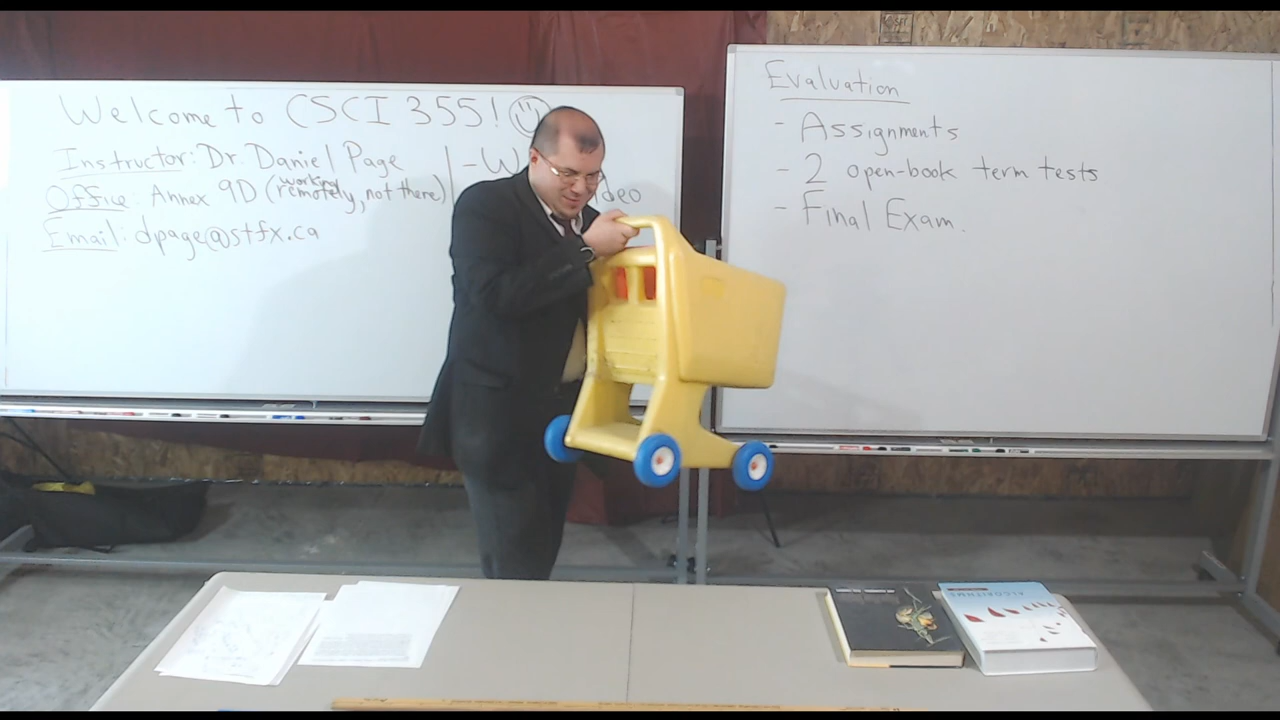 Welcome to CSCI 355!
Instructor: Dr. Daniel Page
Office: Annex 9D (working remotely, not there)
Email: dpage@stfx.ca
Evaluation
- Assignments
- 2 open-book term tests
- Final Exam.
ALGORITHMS